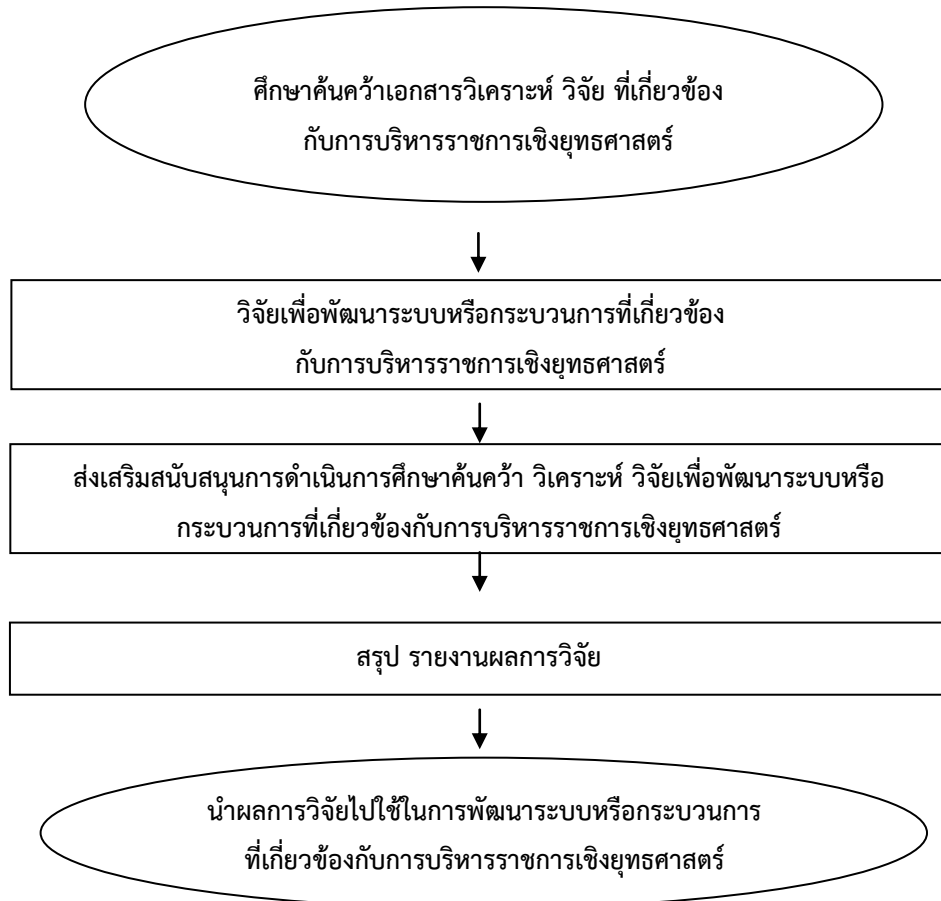 ศึกษาค้นคว้าเอกสารวิเคราะห์ วิจัย ที่เกี่ยวข้อง
กับการบริหารราชการเชิงยุทธศาสตร์
วิจัยเพื่อพัฒนาระบบหรือกระบวนการที่เกี่ยวข้อง
กับการบริหารราชการเชิงยุทธศาสตร์
ส่งเสริมสนับสนุนการดำเนินการศึกษาค้นคว้า วิเคราะห์ วิจัยเพื่อพัฒนาระบบหรือ
กระบวนการที่เกี่ยวข้องกับการบริหารราชการเชิงยุทธศาสตร์
สรุป รายงานผลการวิจัย
นำผลการวิจัยไปใช้ในการพัฒนาระบบหรือกระบวนการ
ที่เกี่ยวข้องกับการบริหารราชการเชิงยุทธศาสตร์